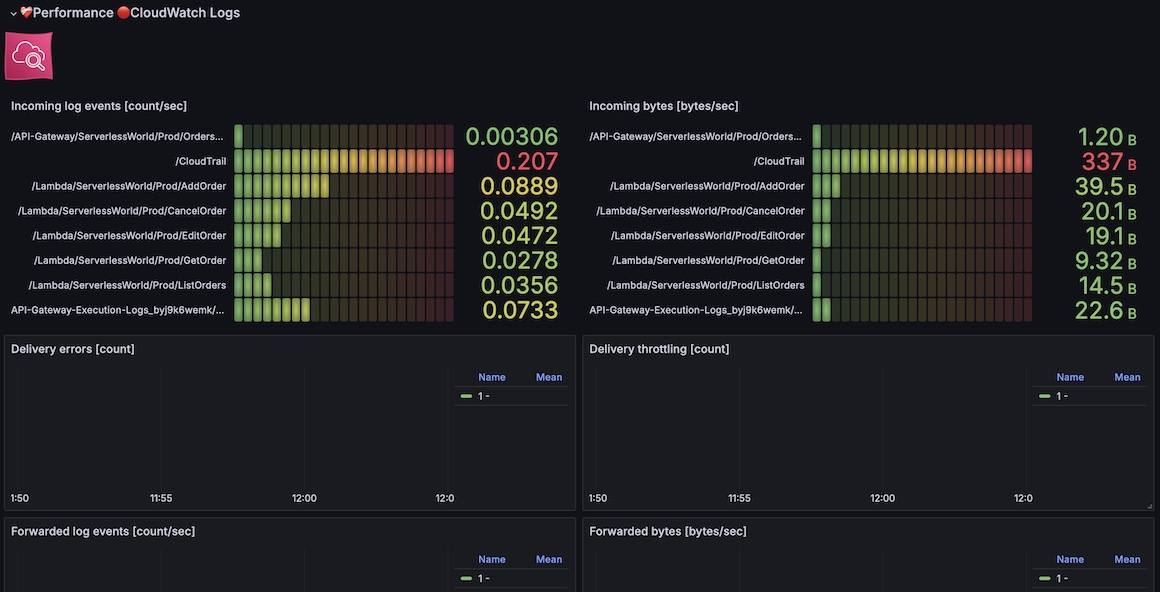 Performance CloudWatch Logs
Incoming log events [count/sec]
/API-Gateway/ServerlessWorld/Prod/Orders... 0.00306
/CloudTrail 0.207
/Lambda/ServerlessWorld/Prod/AddOrder 0.0889
/Lambda/ServerlessWorld/Prod/CancelOrder 0.0492
/Lambda/ServerlessWorld/Prod/EditOrder 0.0472
/Lambda/ServerlessWorld/Prod/GetOrder 0.0278
/Lambda/ServerlessWorld/Prod/ListOrders 0.0356
API-Gateway-Execution-Logs_byj9k6wemk/... 0.0733
Incoming bytes [bytes/sec]
/API-Gateway/ServerlessWorld/Prod/Orders... 1.20 B
/CloudTrail 337 B
/Lambda/ServerlessWorld/Prod/AddOrder 39.5 B
/Lambda/ServerlessWorld/Prod/CancelOrder 20.1 B
/Lambda/ServerlessWorld/Prod/EditOrder 19.1 B
/Lambda/ServerlessWorld/Prod/GetOrder 9.32 B
/Lambda/ServerlessWorld/Prod/ListOrders 14.5 B
API-Gateway-Execution-Logs_byj9k6wemk/... 22.6 B
Delivery errors [count]
Name Mean
1 -
1:50 11:55 12:00 12:0
Delivery throttling [count]
Name Mean
1 -
1:50 11:55 12:00 12:0
Forwarded log events [count/sec]
Name Mean
1 -
Forwarded bytes [bytes/sec]
Name Mean
1 -